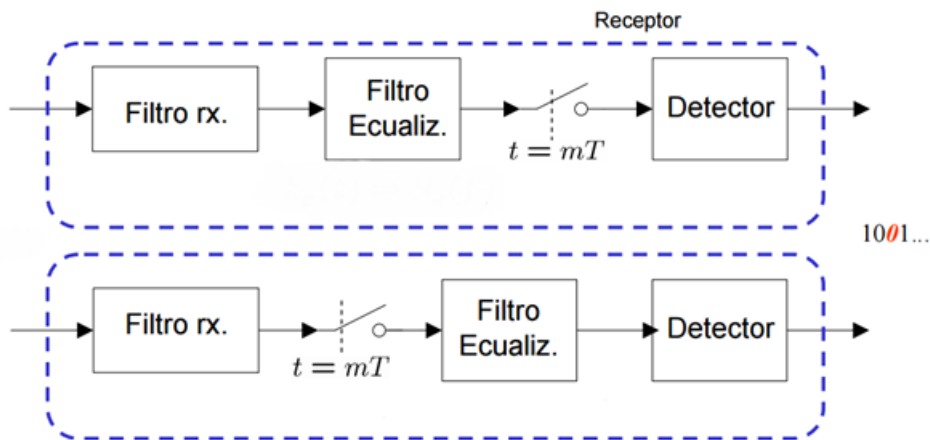 Receptor
Filtro rx.
Filtro
Ecualiz.
t = mT
Detector
1001...
Filtro rx.
t = mT
Filtro
Ecualiz.
Detector